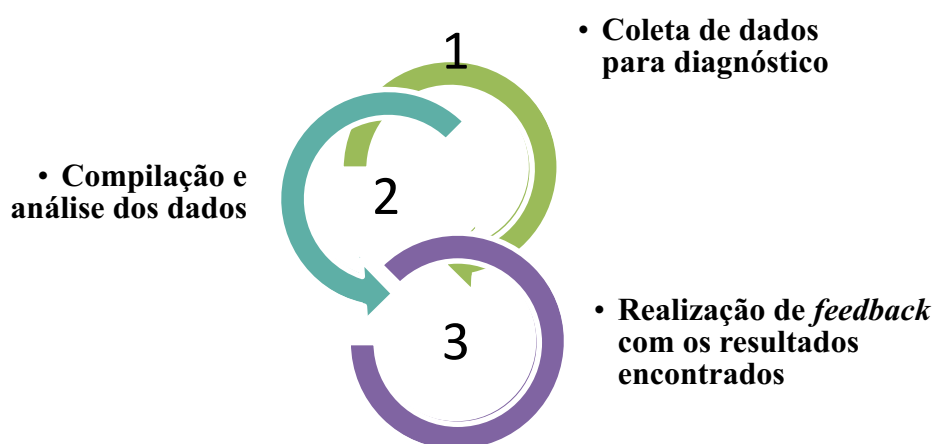 1
• Coleta de dados
para diagnóstico
2
• Compilação e
análise dos dados
3
• Realização de feedback
com os resultados
encontrados